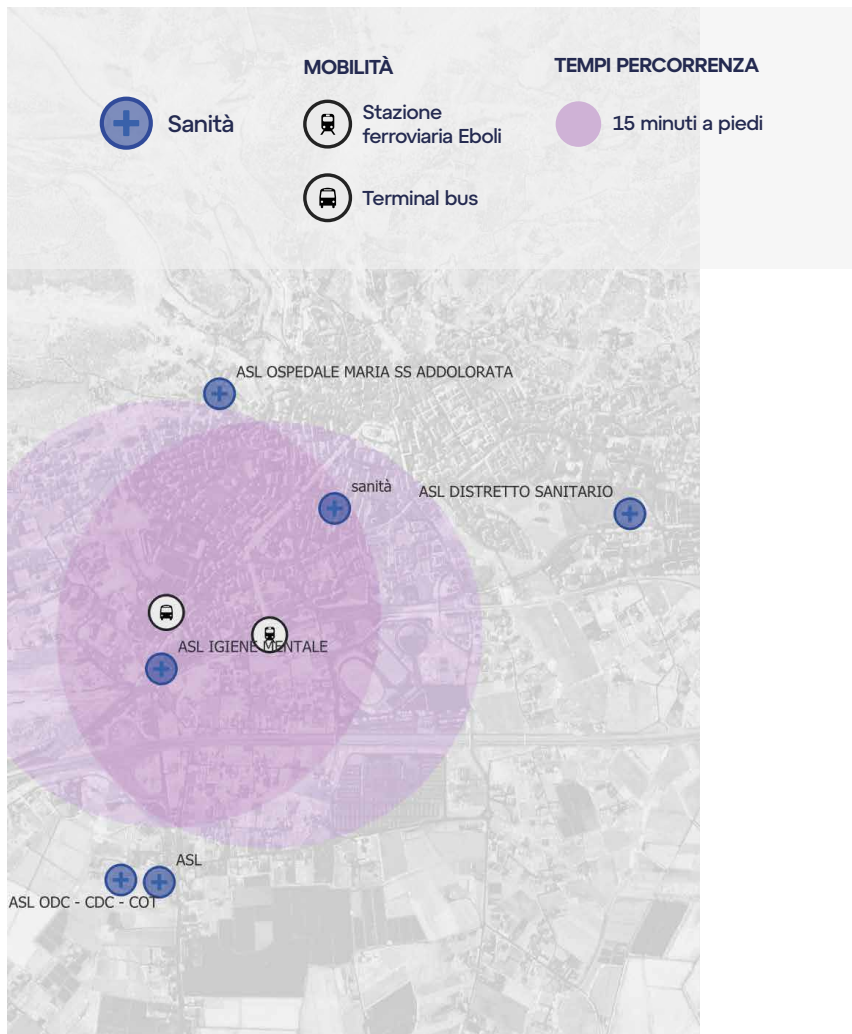 MOBILITÀ
TEMPI PERCORRENZA
Sanità
Stazione
ferroviaria Eboli
15 minuti a piedi
Terminal bus
ASL OSPEDALE MARIA SS ADDOLORATA
sanità
ASL DISTRETTO SANITARIO
ASL IGIENE MENTALE
ASL
ASL ODC - CDC - COT